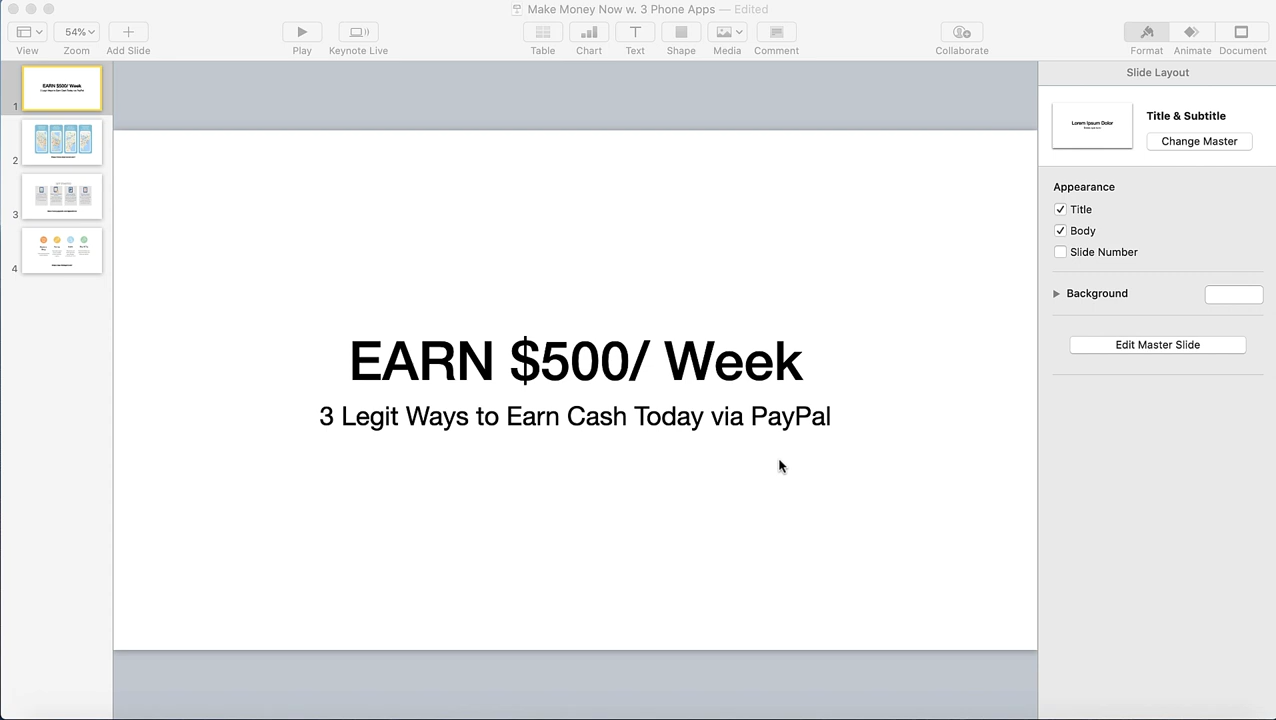 Make Money Now w. 3 Phone Apps — Edited
54%
View
Zoom
Add Slide
Play
Keynote Live
Table
Chart
Text
Shape
Media
Comment
Collaborate
Format
Animate
Document
1
EARN $500/ Week
2
3
4
EARN $500/ Week
3 Legit Ways to Earn Cash Today via PayPal
Slide Layout
Lorem Ipsum Dolor
Title & Subtitle
Change Master
Appearance
Title
Body
Slide Number
Background
Edit Master Slide